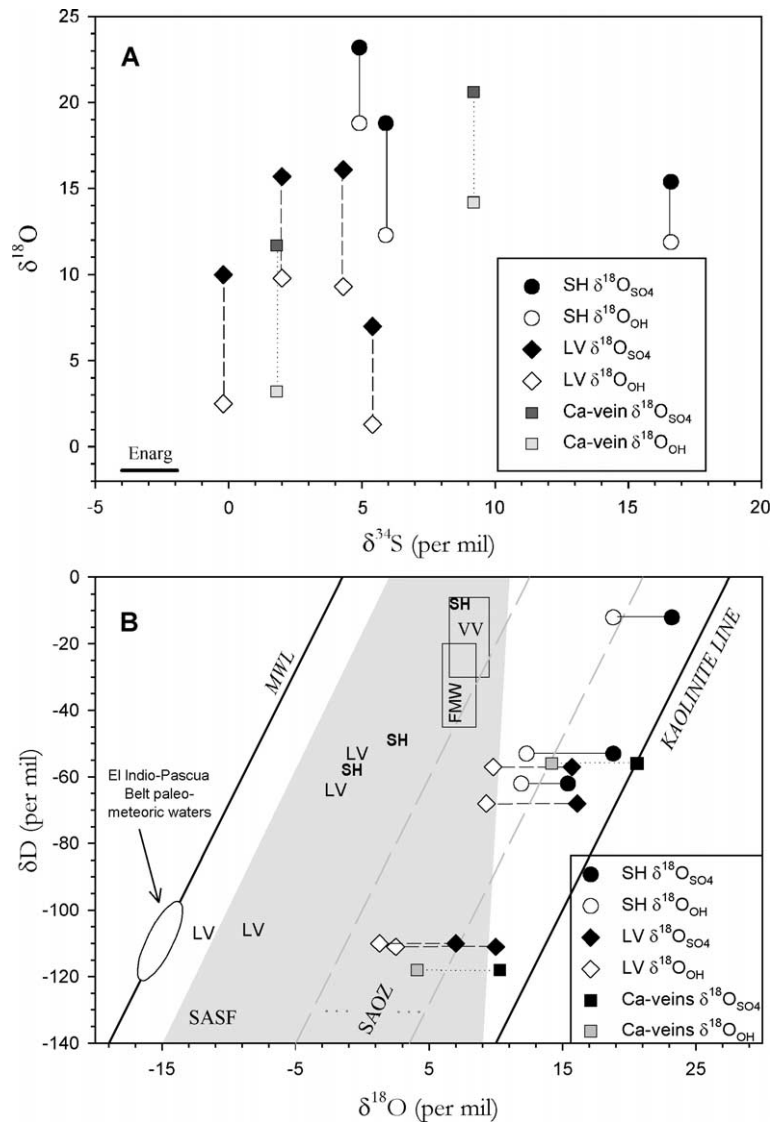 A
25
20
15
10
5
0
δ18O
SH δ18OSO4
SH δ18OOH
LV δ18OSO4
LV δ18OOH
Ca-vein δ18OSO4
Ca-vein δ18OOH
Enarg
-5 0 5 10 15 20
δ34S (per mil)
B
0
-20
-40
-60
-80
-100
-120
-140
δD (per mil)
MWL
SH
VV
FMW
KAOLINITE LINE
SH
LV
SH
LV
El Indio-Pascua
Belt paleo-
meteoric waters
LV LV
SASF
SAOZ
SH δ18OSO4
SH δ18OOH
LV δ18OSO4
LV δ18OOH
Ca-veins δ18OSO4
Ca-veins δ18OOH
-15 -5 5 15 25
δ18O (per mil)